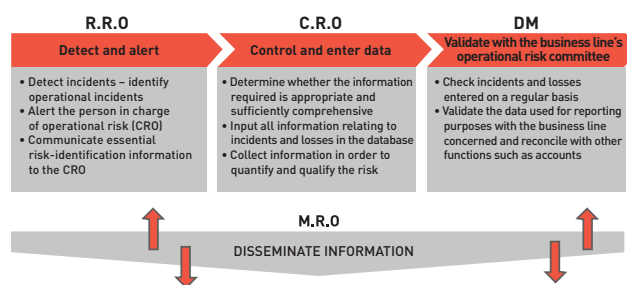 R.R.O
Detect and alert
• Detect incidents – identify
operational incidents
• Alert the person in charge
of operational risk (CRO)
• Communicate essential
risk-identification information
to the CRO
C.R.O
Control and enter data
• Determine whether the information
required is appropriate and
sufficiently comprehensive
• Input all information relating to
incidents and losses in the database
• Collect information in order to
quantify and qualify the risk
DM
Validate with the business line's
operational risk committee
• Check incidents and losses
entered on a regular basis
• Validate the data used for reporting
purposes with the business line
concerned and reconcile with other
functions such as accounts
M.R.O
DISSEMINATE INFORMATION